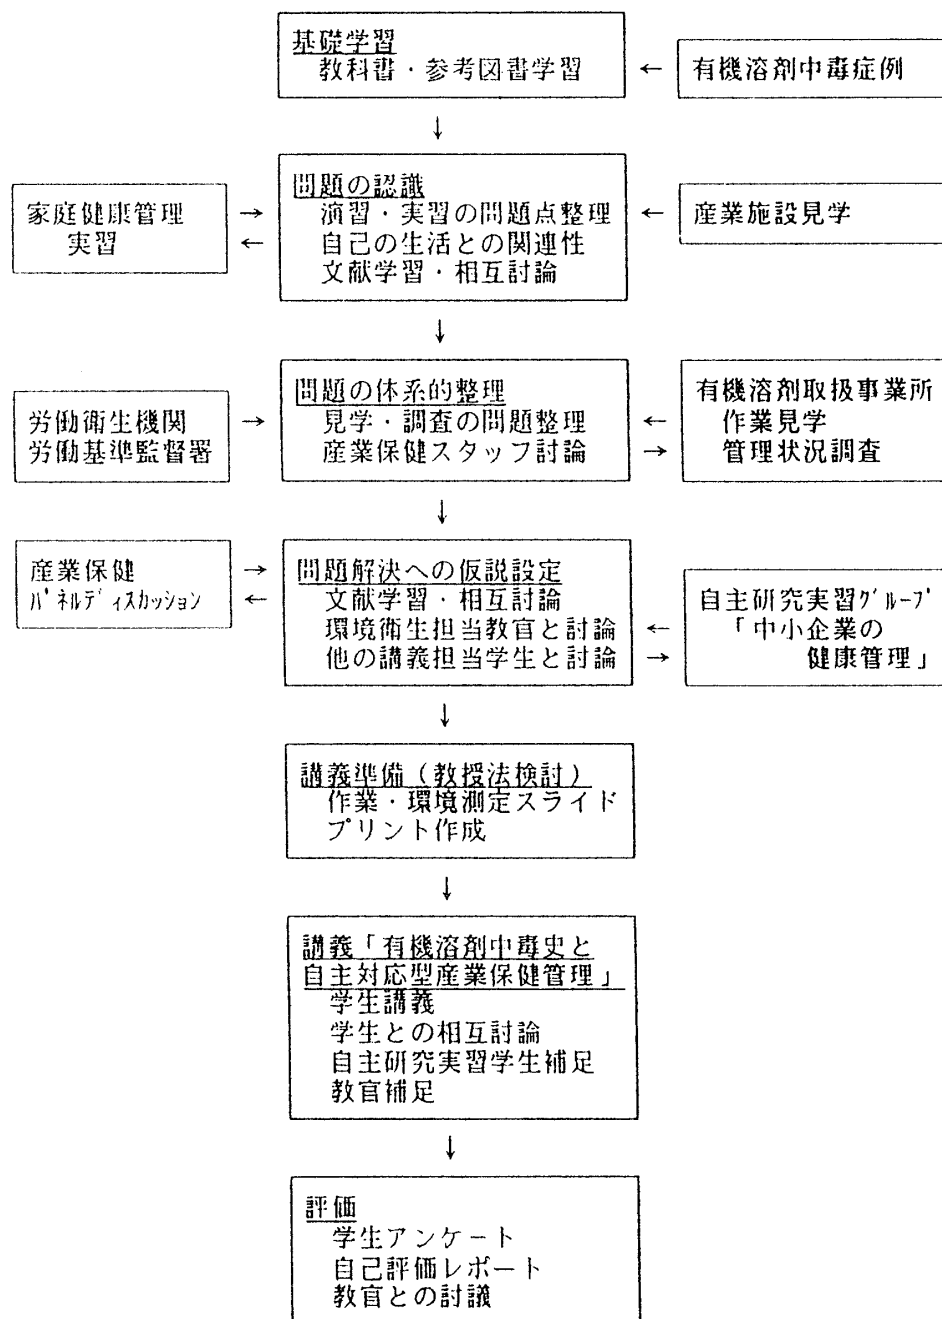 基礎学習
教科書・参考図書学習
←
有機溶剤中毒症例
↓
家庭健康管理
実習
→
←
問題の認識
演習・実習の問題点整理
自己の生活との関連性
文献学習・相互討論
←
産業施設見学
↓
労働衛生機関
労働基準監督署
→
問題の体系的整理
見学・調査の問題整理
産業保健スタッフ討論
←
→
有機溶剤取扱事業所
作業見学
管理状況調査
↓
産業保健
ﾊﾟﾈﾙﾃﾞｨｽｶｯｼｮﾝ
→
←
問題解決への仮説設定
文献学習・相互討論
環境衛生担当教官と討論
他の講義担当学生と討論
←
→
自主研究実習ｸﾞﾙｰﾌﾟ
「中小企業の
健康管理」
↓
講義準備(教授法検討)
作業・環境測定スライド
プリント作成
↓
講義「有機溶剤中毒史と
自主対応型産業保健管理」
学生講義
学生との相互討論
自主研究実習学生補足
教官補足
↓
評価
学生アンケート
自己評価レポート
教官との討議